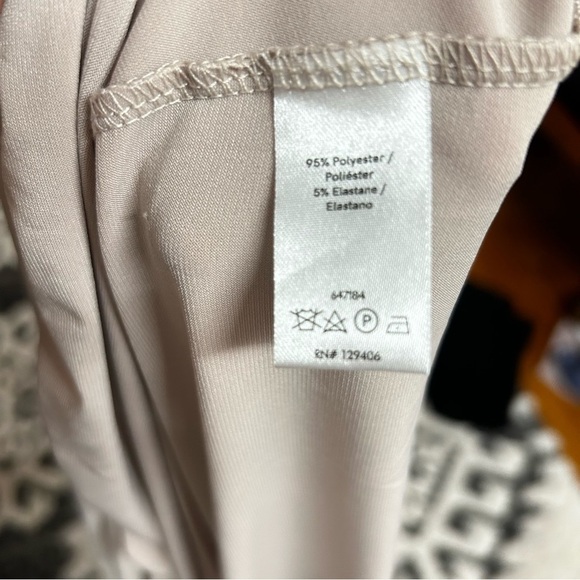 95% Polyester /
Poliéster
5% Elastane /
Elastano
647184
P
RN# 129406